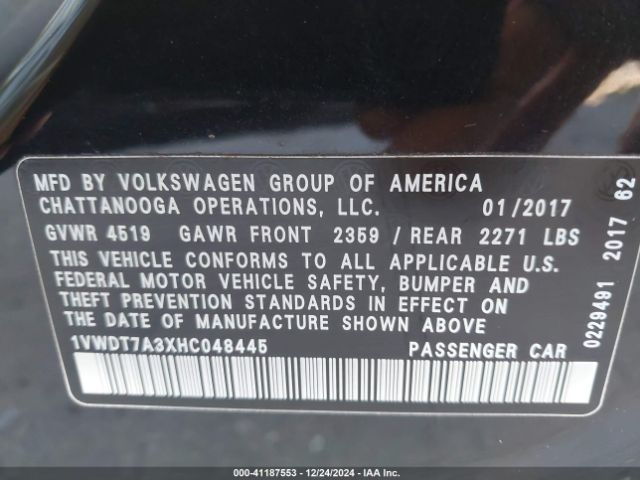 MFD BY VOLKSWAGEN GROUP OF AMERICA
CHATTANOOGA OPERATIONS, LLC. 01/2017
GVWR 4519 GAWR FRONT 2359 / REAR 2271 LBS
THIS VEHICLE CONFORMS TO ALL APPLICABLE U.S.
FEDERAL MOTOR VEHICLE SAFETY, BUMPER AND
THEFT PREVENTION STANDARDS IN EFFECT ON
THE DATE OF MANUFACTURE SHOWN ABOVE
1VWDT7A3XHC048445 PASSENGER CAR
0229491 2017 62
000-41187553 - 12/24/2024 - IAA Inc.